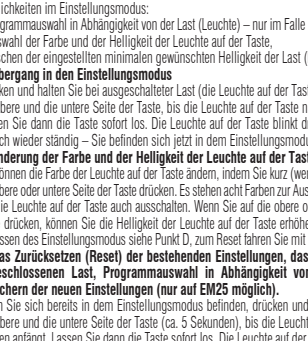 lichkeiten im Einstellungsmodus:
grammauswahl in Abhängigkeit von der Last (Leuchte) – nur im Falle
swahl der Farbe und der Helligkeit der Leuchte auf der Taste,
schen der eingestellten minimalen gewünschten Helligkeit der Last (
bergang in den Einstellungsmodus
ken und halten Sie bei ausgeschalteter Last (die Leuchte auf der Tast
bere und die untere Seite der Taste, bis die Leuchte auf der Taste n
en Sie dann die Taste sofort los. Die Leuchte auf der Taste blinkt d
ch wieder ständig – Sie befinden sich jetzt in dem Einstellungsmodu
nderung der Farbe und der Helligkeit der Leuchte auf der Tast
önnen die Farbe der Leuchte auf der Taste ändern, indem Sie kurz (we
bere oder untere Seite der Taste drücken. Es stehen acht Farben zur Aus
ie Leuchte auf der Taste auch ausschalten. Wenn Sie auf die obere o
drücken, können Sie die Helligkeit der Leuchte auf der Taste erhöhe
ssen des Einstellungsmodus siehe Punkt D, zum Reset fahren Sie mit
as Zurücksetzen (Reset) der bestehenden Einstellungen, das
eschlossenen Last, Programmauswahl in Abhängigkeit vor
chern der neuen Einstellungen (nur auf EM25 möglich).
n Sie sich bereits in dem Einstellungsmodus befinden, drücken und
bere und die untere Seite der Taste (ca. 5 Sekunden), bis die Leucht
en anfängt. Lassen Sie dann die Taste sofort los. Die Leuchte auf der